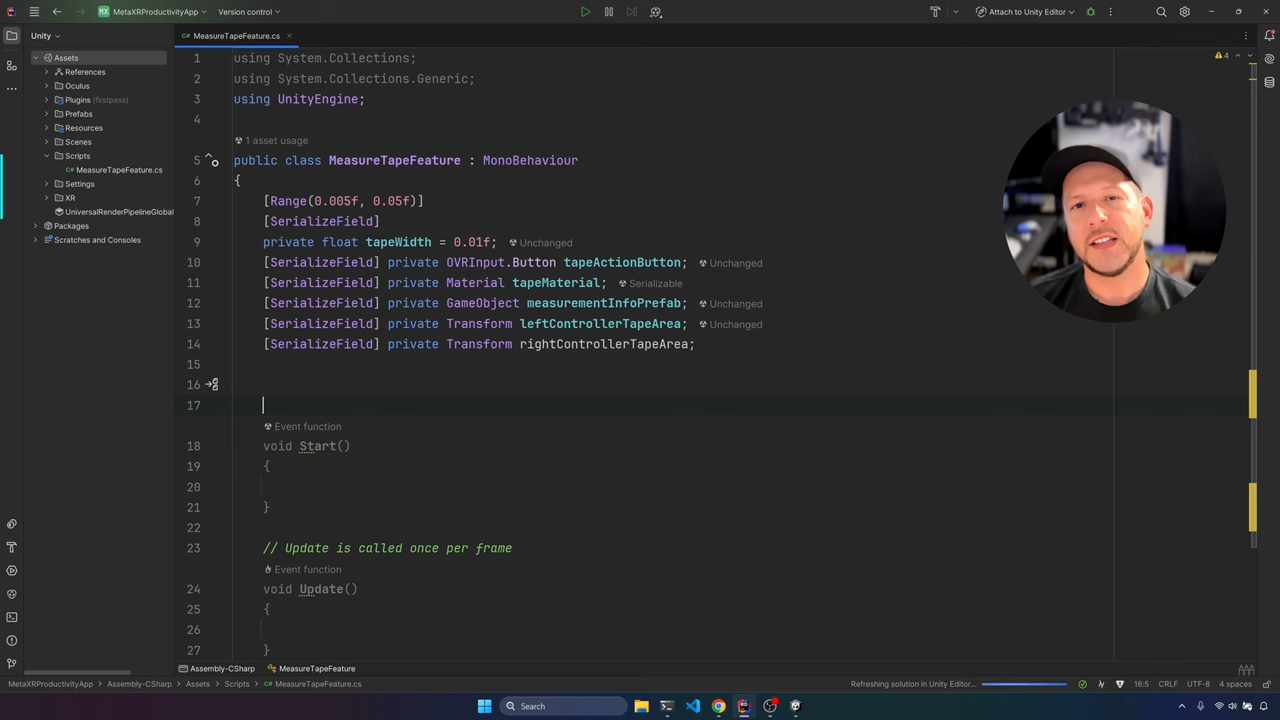 MX MetaXRProductivityApp Version control Attach to Unity Editor
Unity MeasureTapeFeature.cs
Assets
References
Oculus
Plugins (firstpass)
Prefabs
Resources
Scenes
Scripts
C# MeasureTapeFeature.cs
Settings
XR
UniversalRenderPipelineGlobal
Packages
Scratches and Consoles
4
1 using System.Collections;
2 using System.Collections.Generic;
3 using UnityEngine;
4
1 asset usage
5 public class MeasureTapeFeature : MonoBehaviour
6 {
7 [Range(0.005f, 0.05f)]
8 [SerializeField]
9 private float tapeWidth = 0.01f; Unchanged
10 [SerializeField] private OVRInput.Button tapeActionButton; Unchanged
11 [SerializeField] private Material tapeMaterial; Serializable
12 [SerializeField] private GameObject measurementInfoPrefab; Unchanged
13 [SerializeField] private Transform leftControllerTapeArea; Unchanged
14 [SerializeField] private Transform rightControllerTapeArea;
15
16
17
Event function
18 void Start()
19 {
20
21 }
22
23 // Update is called once per frame
Event function
24 void Update()
25 {
26
27 }
Assembly-CSharp MeasureTapeFeature
MetaXRProductivityApp > Assembly-CSharp > Assets > Scripts > C# MeasureTapeFeature.cs Refreshing solution in Unity Editor... 16:5 CRLF UTF-8 4 spaces
Search